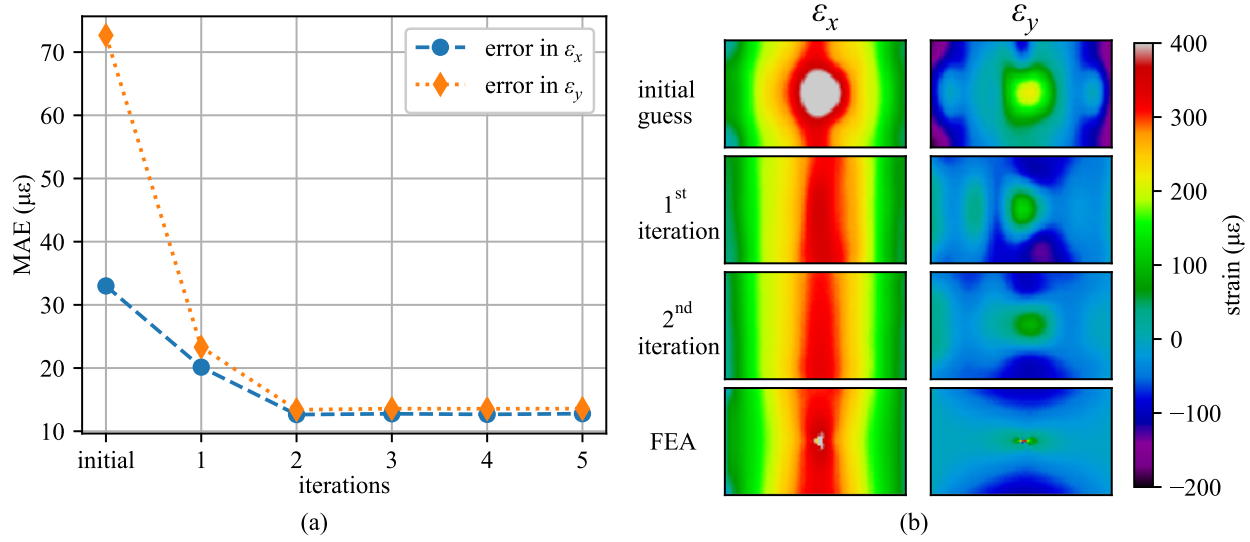 MAE (με)
70
60
50
40
30
20
10
initial 1 2 3 4 5
iterations
error in εx
error in εy
(a)
εx εy
initial
guess
1st
iteration
2nd
iteration
FEA
400
300
200
100
0
−100
−200
strain (με)
(b)